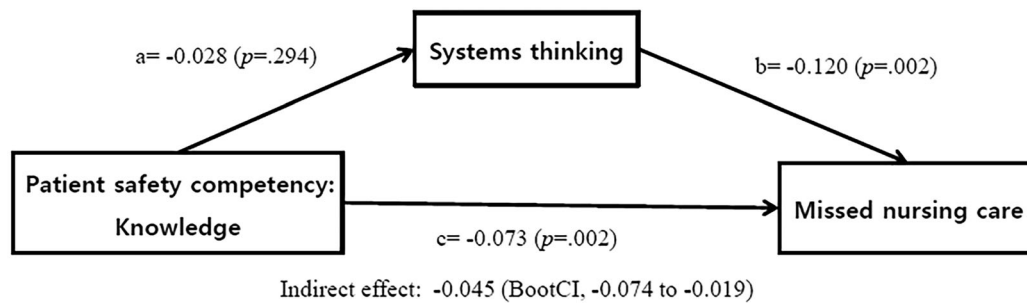 Systems thinking
a= -0.028 (p=.294)
b= -0.120 (p=.002)
Patient safety competency:
Knowledge
Missed nursing care
c= -0.073 (p=.002)
Indirect effect: -0.045 (BootCI, -0.074 to -0.019)